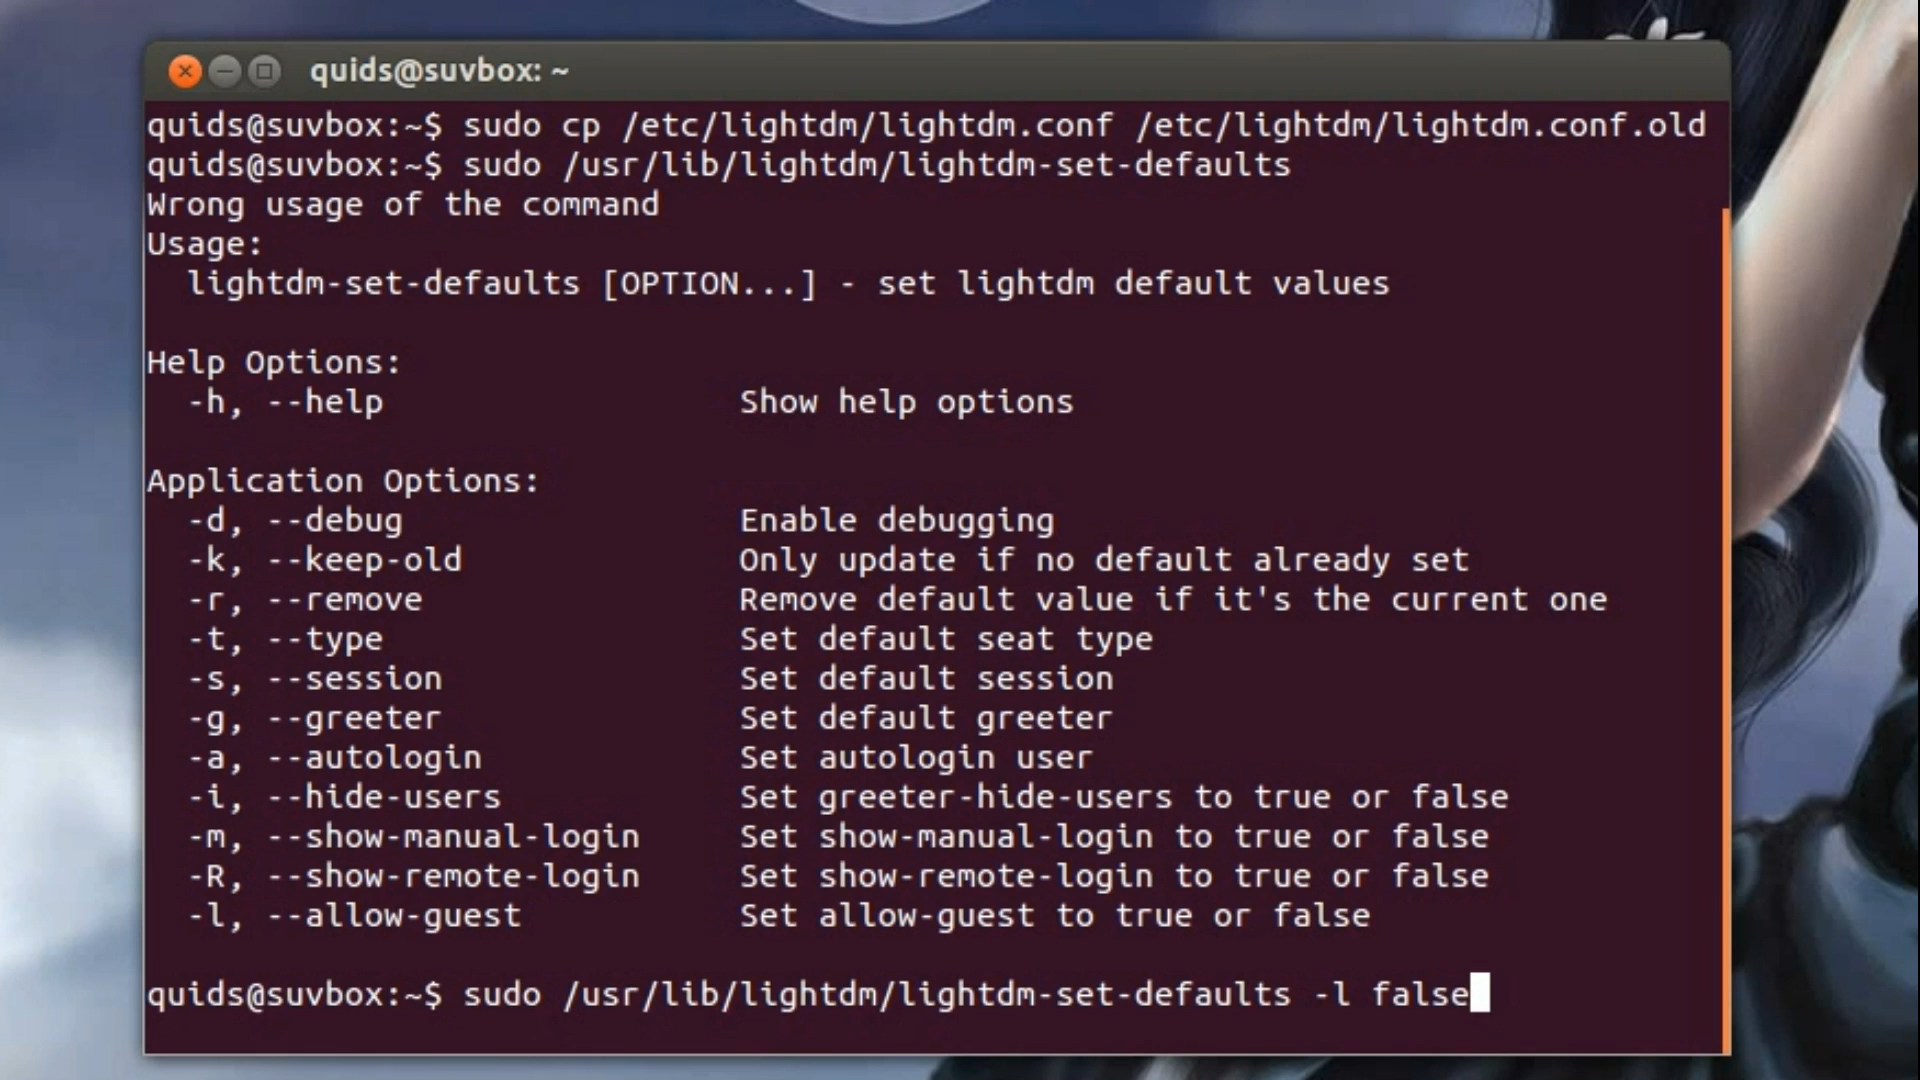 quids@suvbox: ~
quids@suvbox:~$ sudo cp /etc/lightdm/lightdm.conf /etc/lightdm/lightdm.conf.old
quids@suvbox:~$ sudo /usr/lib/lightdm/lightdm-set-defaults
Wrong usage of the command
Usage:
  lightdm-set-defaults [OPTION...] - set lightdm default values

Help Options:
  -h, --help                  Show help options

Application Options:
  -d, --debug                 Enable debugging
  -k, --keep-old              Only update if no default already set
  -r, --remove                Remove default value if it's the current one
  -t, --type                  Set default seat type
  -s, --session               Set default session
  -g, --greeter               Set default greeter
  -a, --autologin             Set autologin user
  -i, --hide-users            Set greeter-hide-users to true or false
  -m, --show-manual-login     Set show-manual-login to true or false
  -R, --show-remote-login     Set show-remote-login to true or false
  -l, --allow-guest           Set allow-guest to true or false

quids@suvbox:~$ sudo /usr/lib/lightdm/lightdm-set-defaults -l false